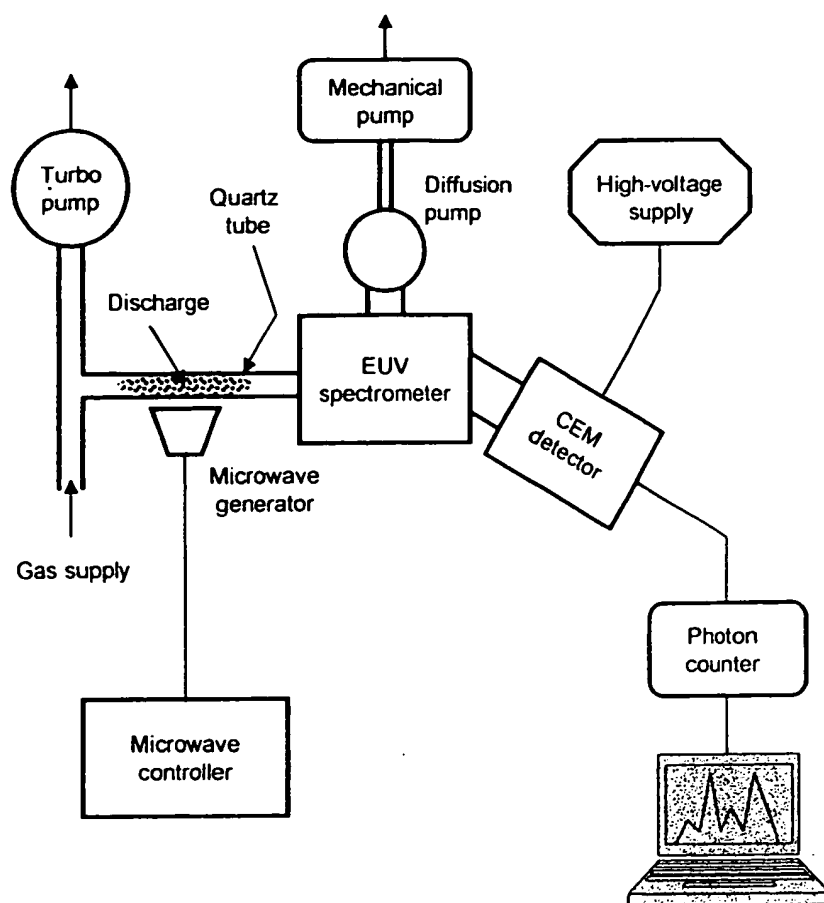 Mechanical
pump
Turbo
pump
Quartz
tube
Diffusion
pump
High-voltage
supply
Discharge
EUV
spectrometer
CEM
detector
Microwave
generator
Gas supply
Photon
counter
Microwave
controller